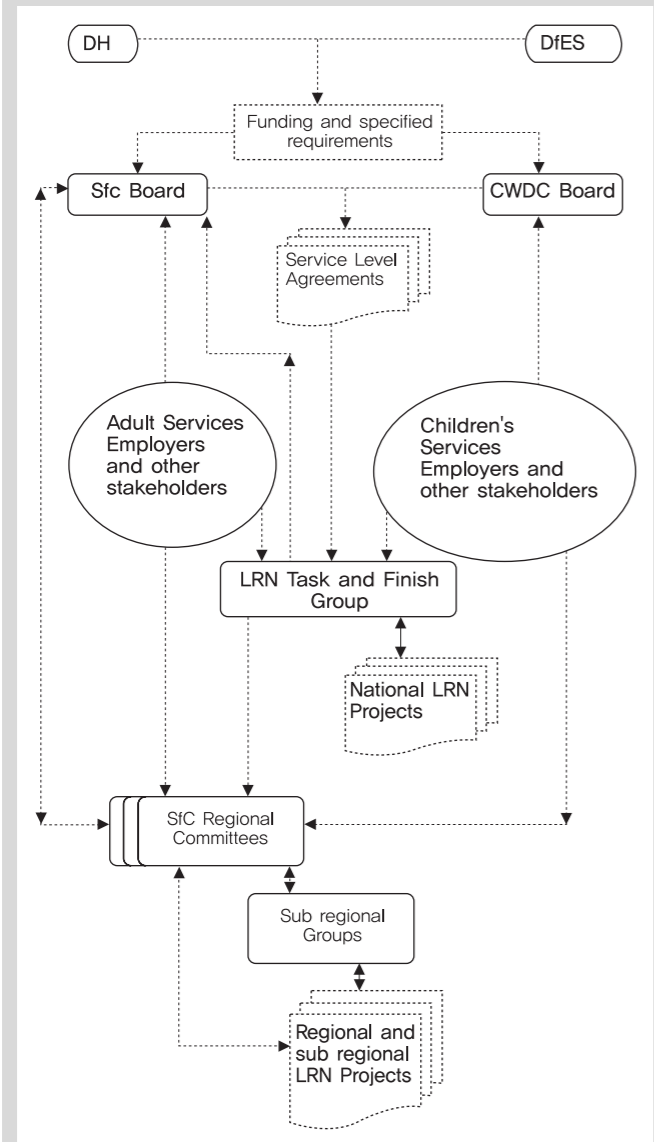 DH
DfES
Funding and specified
requirements
Sfc Board
CWDC Board
Service Level
Agreements
Adult Services
Employers
and other
stakeholders
Children's
Services
Employers and
other stakeholders
LRN Task and Finish
Group
National LRN
Projects
SfC Regional
Committees
Sub regional
Groups
Regional and
sub regional
LRN Projects